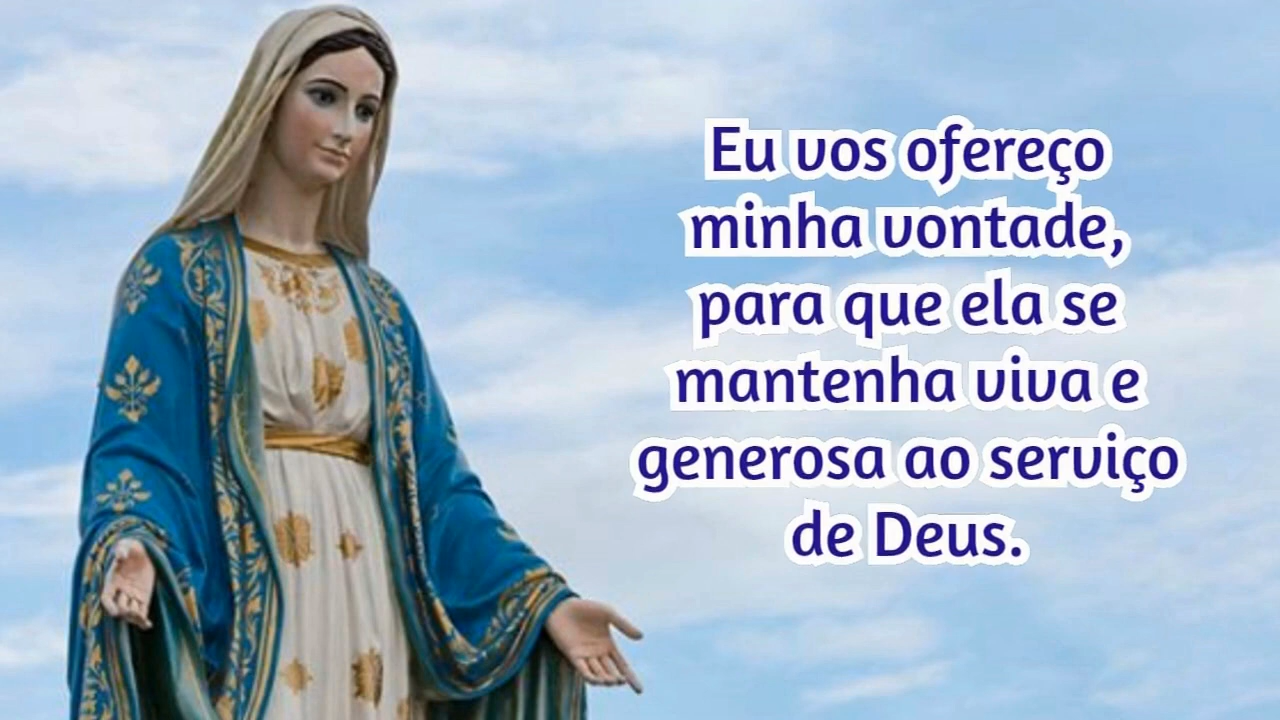 Eu vos ofereço
minha vontade,
para que ela se
mantenha viva e
generosa ao serviço
de Deus.